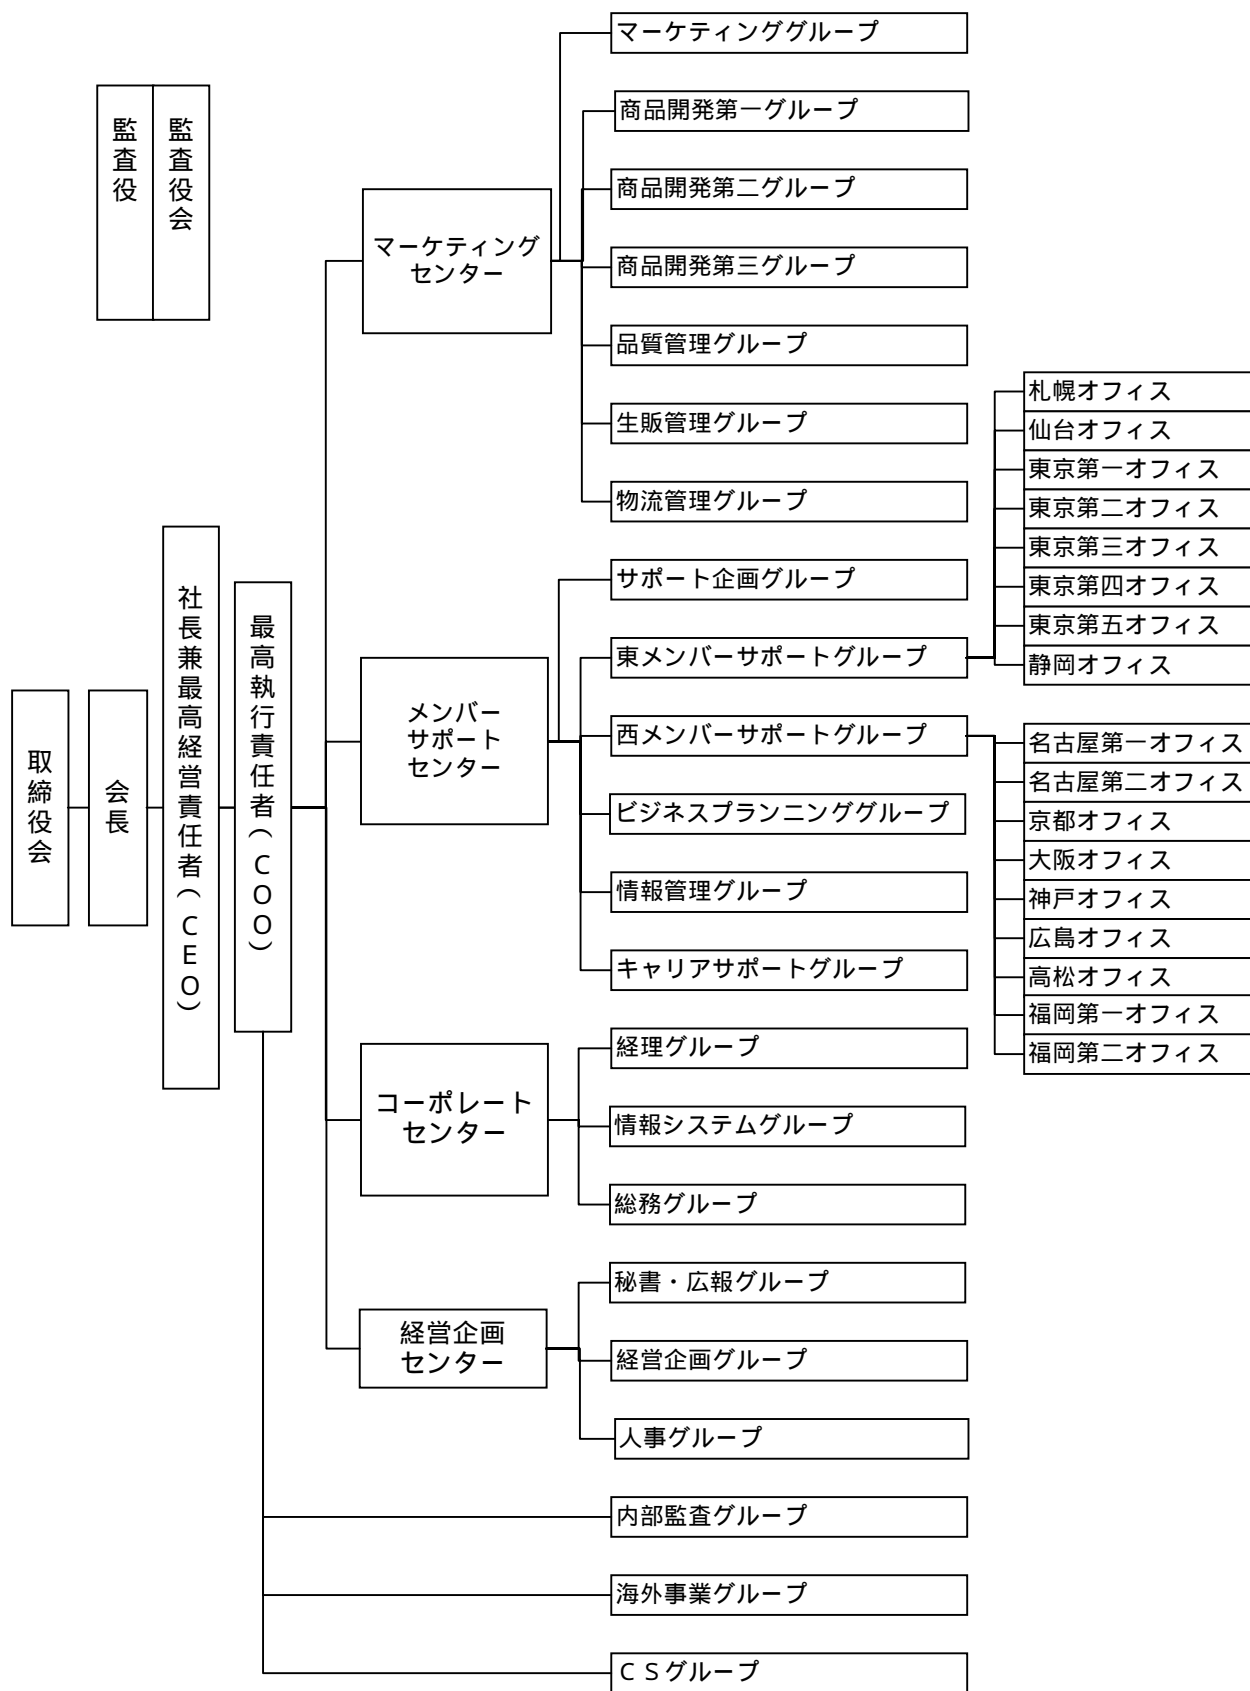 監査役
監査役会
取締役会
会長
社長兼最高経営責任者(CEO)
最高執行責任者(COO)
マーケティング
センター
マーケティンググループ
商品開発第一グループ
商品開発第二グループ
商品開発第三グループ
品質管理グループ
生販管理グループ
物流管理グループ
メンバー
サポート
センター
サポート企画グループ
東メンバーサポートグループ
札幌オフィス
仙台オフィス
東京第一オフィス
東京第二オフィス
東京第三オフィス
東京第四オフィス
東京第五オフィス
静岡オフィス
西メンバーサポートグループ
名古屋第一オフィス
名古屋第二オフィス
京都オフィス
大阪オフィス
神戸オフィス
広島オフィス
高松オフィス
福岡第一オフィス
福岡第二オフィス
ビジネスプランニンググループ
情報管理グループ
キャリアサポートグループ
コーポレート
センター
経理グループ
情報システムグループ
総務グループ
経営企画
センター
秘書・広報グループ
経営企画グループ
人事グループ
内部監査グループ
海外事業グループ
CSグループ